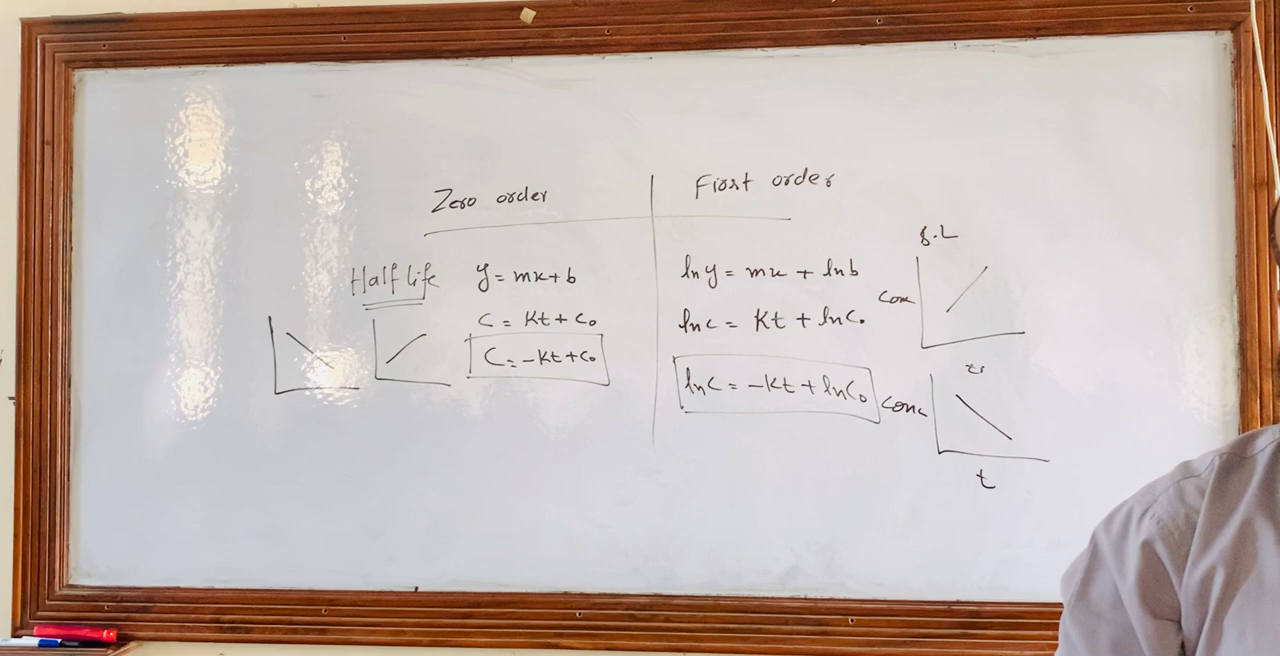 Zero order
First order
Half life
y = mx + b
C = Kt + C₀
C = -Kt + C₀
ln y = mx + ln b
ln C = Kt + ln C₀
ln C = -Kt + ln C₀
S.L
Conc
Conc
t